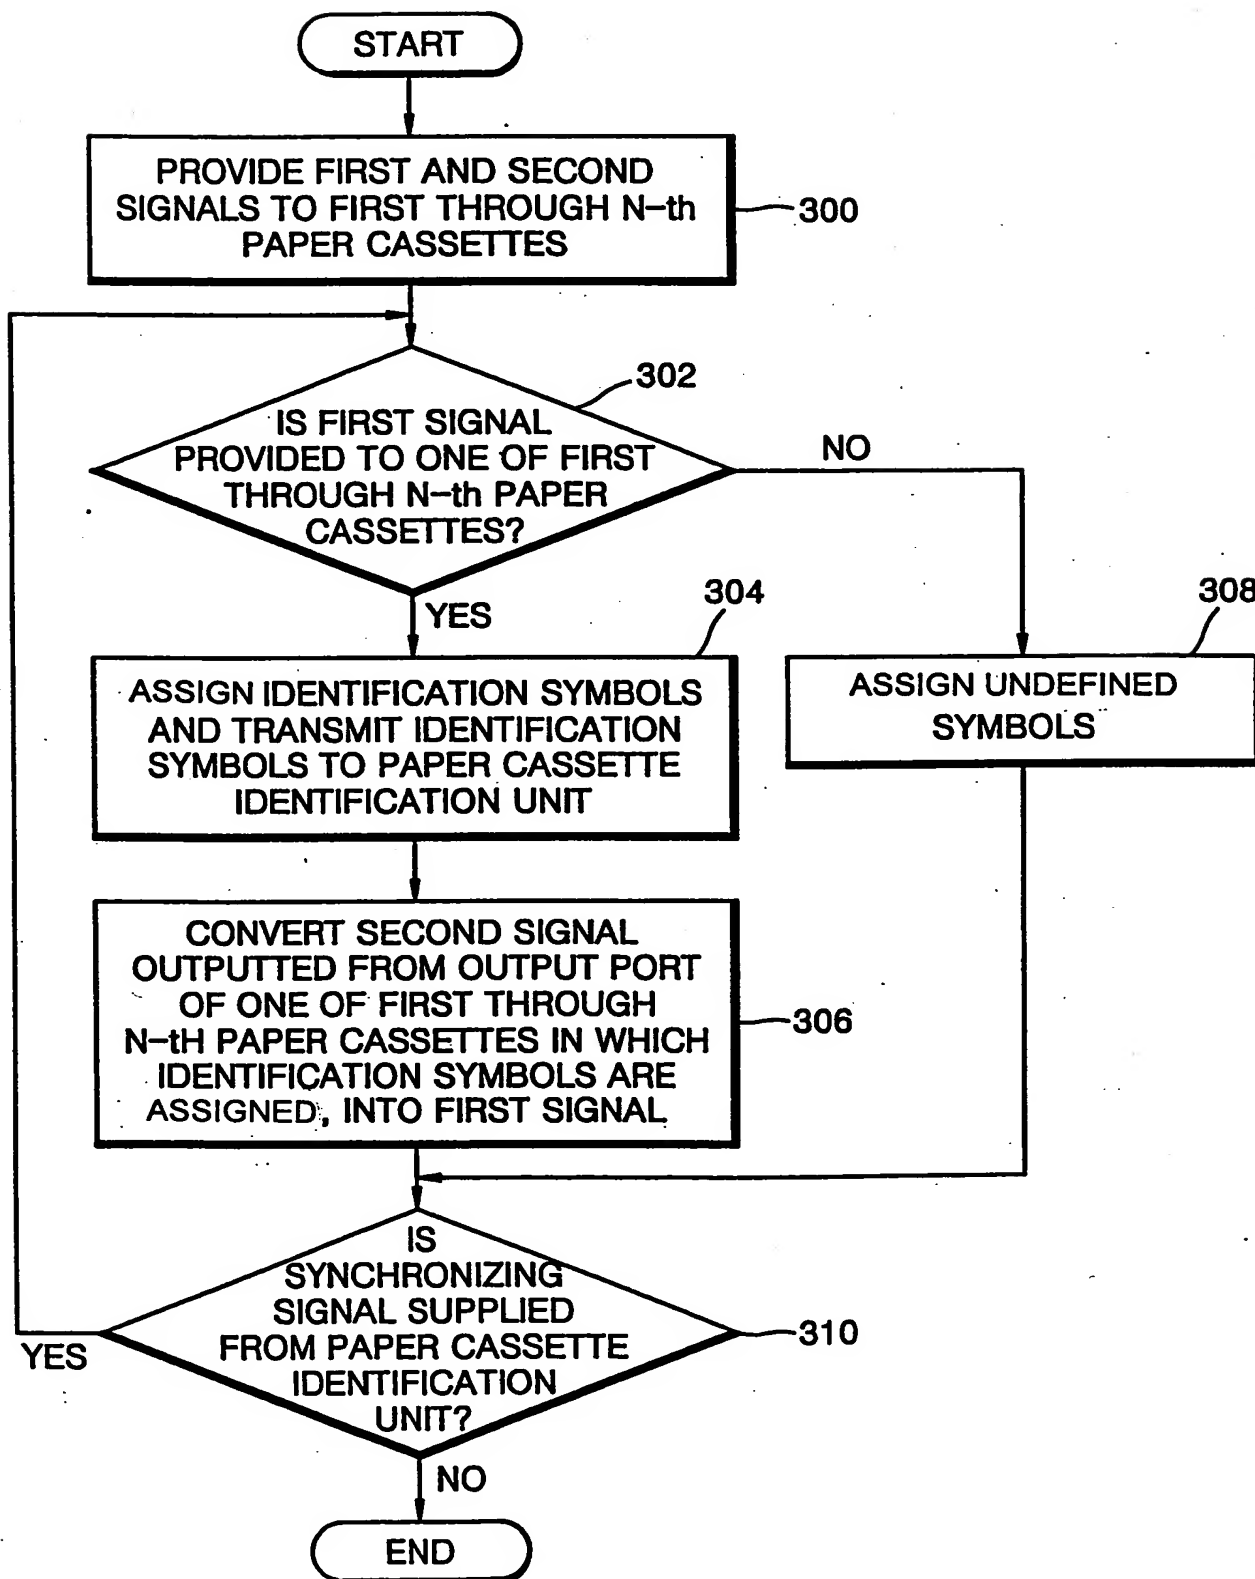 START
PROVIDE FIRST AND SECOND
SIGNALS TO FIRST THROUGH N-th
PAPER CASSETTES
300
302
IS FIRST SIGNAL
PROVIDED TO ONE OF FIRST
THROUGH N-th PAPER
CASSETTES?
NO
YES
304
ASSIGN IDENTIFICATION SYMBOLS
AND TRANSMIT IDENTIFICATION
SYMBOLS TO PAPER CASSETTE
IDENTIFICATION UNIT
308
ASSIGN UNDEFINED
SYMBOLS
CONVERT SECOND SIGNAL
OUTPUTTED FROM OUTPUT PORT
OF ONE OF FIRST THROUGH
N-tH PAPER CASSETTES IN WHICH
IDENTIFICATION SYMBOLS ARE
ASSIGNED, INTO FIRST SIGNAL
306
IS
SYNCHRONIZING
SIGNAL SUPPLIED
FROM PAPER CASSETTE
IDENTIFICATION
UNIT?
310
YES
NO
END